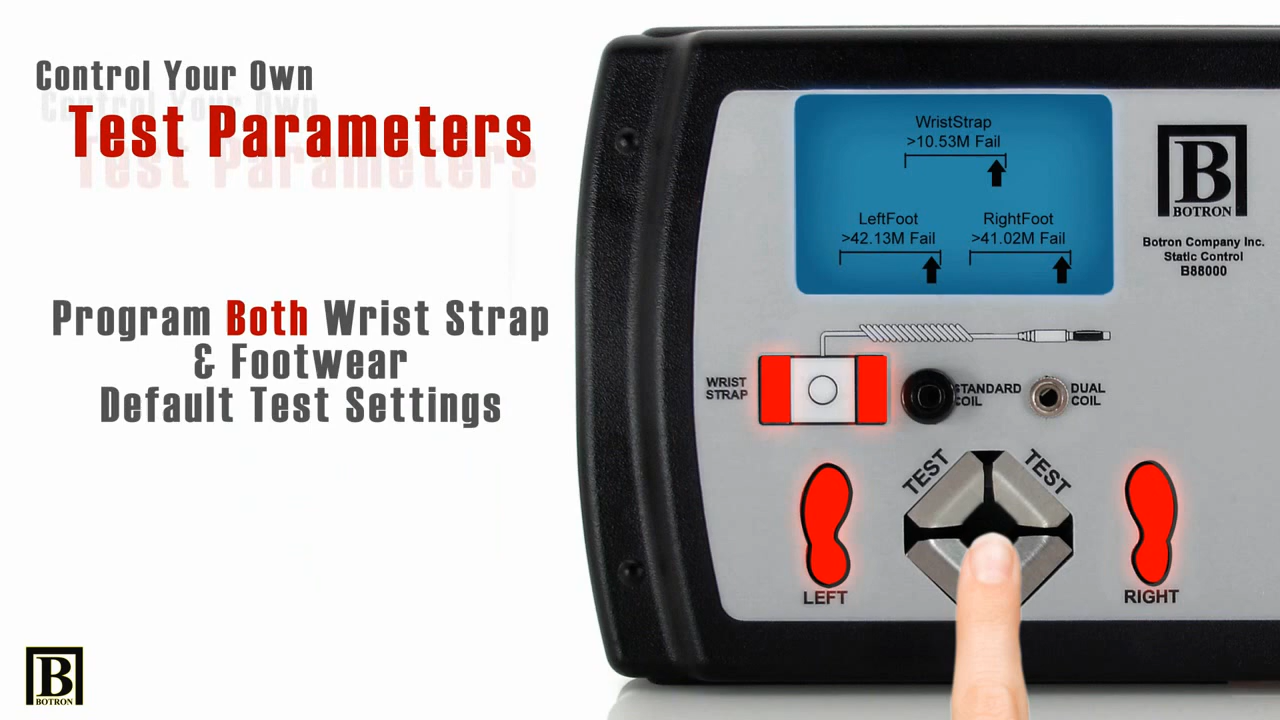 Control Your Own
Test Parameters
Program Both Wrist Strap
& Footwear
Default Test Settings
B
BOTRON
WristStrap
>10.53M Fail
LeftFoot
>42.13M Fail
RightFoot
>41.02M Fail
B
BOTRON
Botron Company Inc.
Static Control
B88000
WRIST
STRAP
STANDARD
COIL
DUAL
COIL
TEST
TEST
LEFT
RIGHT